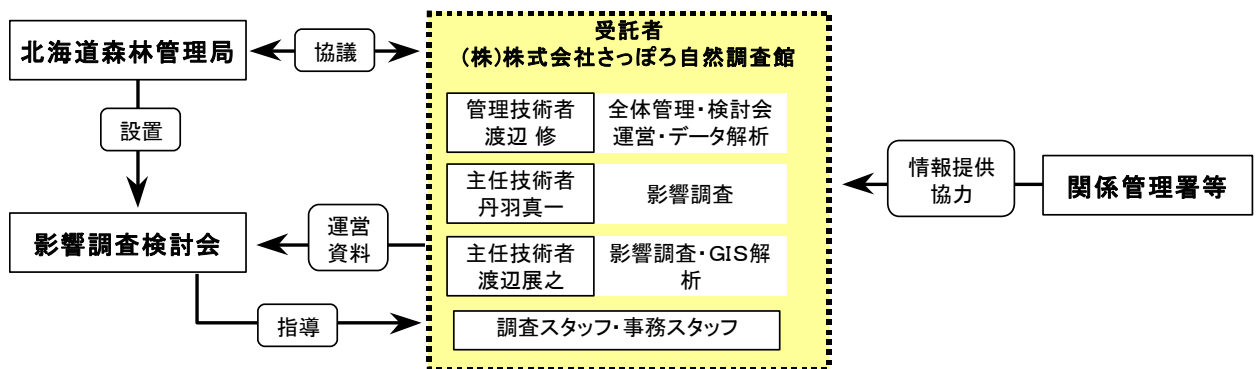 北海道森林管理局
協議
設置
影響調査検討会
運営
資料
指導
受託者
(株)株式会社さっぽろ自然調査館
管理技術者
渡辺 修
全体管理・検討会
運営・データ解析
主任技術者
丹羽真一
影響調査
主任技術者
渡辺展之
影響調査・GIS解
析
調査スタッフ・事務スタッフ
情報提供
協力
関係管理署等